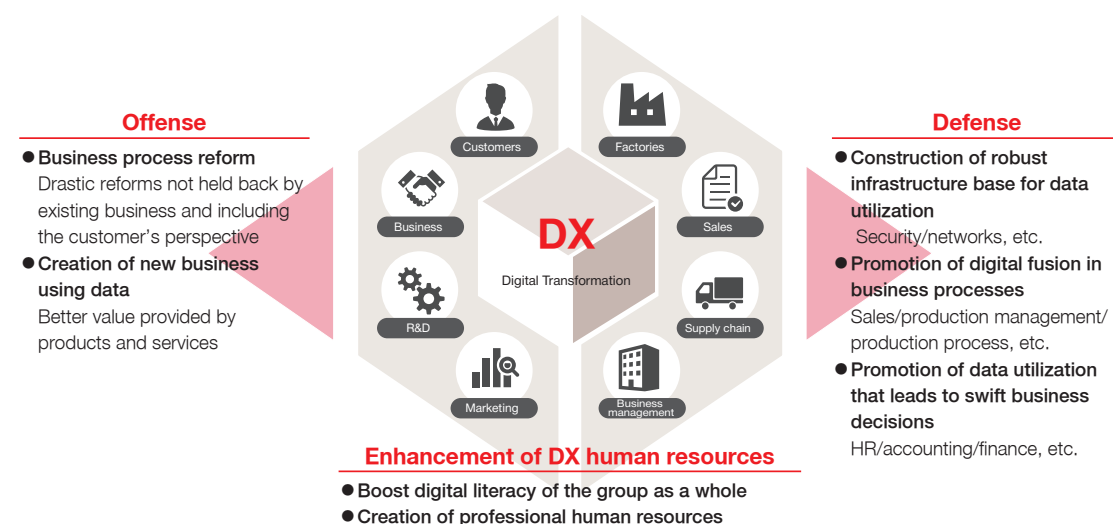 Offense
● Business process reform
Drastic reforms not held back by
existing business and including
the customer's perspective
● Creation of new business
using data
Better value provided by
products and services
Customers
Business
R&D
Marketing
DX
Digital Transformation
Factories
Sales
Supply chain
Business
management
Defense
● Construction of robust
infrastructure base for data
utilization
Security/networks, etc.
● Promotion of digital fusion in
business processes
Sales/production management/
production process, etc.
● Promotion of data utilization
that leads to swift business
decisions
HR/accounting/finance, etc.
Enhancement of DX human resources
● Boost digital literacy of the group as a whole
● Creation of professional human resources